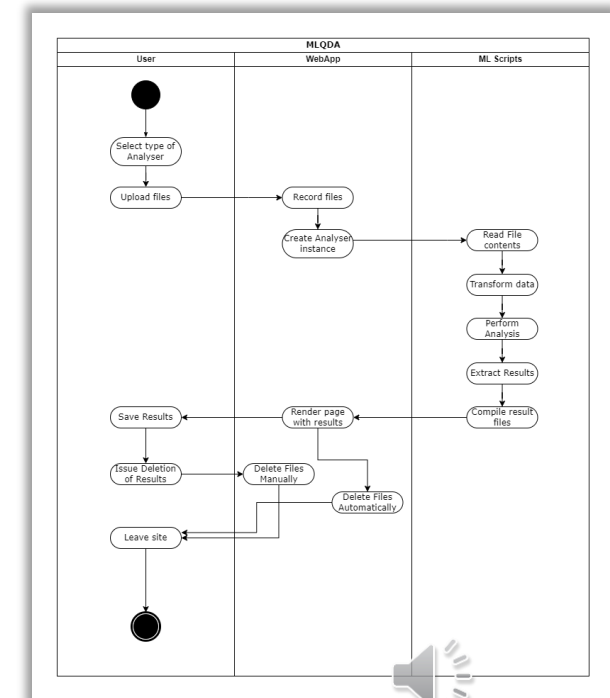 MLQDA
User
WebApp
ML Scripts
Select type of
Analyser
Upload files
Record files
Create Analyser
instance
Read File
contents
Transform data
Perform
Analysis
Extract Results
Compile result
files
Render page
with results
Save Results
Issue Deletion
of Results
Delete Files
Manually
Delete Files
Automatically
Leave site